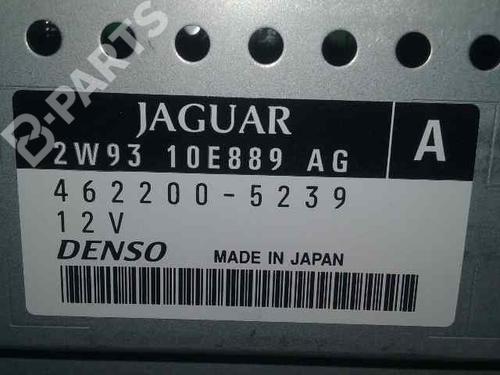 B-PARTS
JAGUAR
2W93 10E889 AG
A
462200-5239
12V
DENSO MADE IN JAPAN